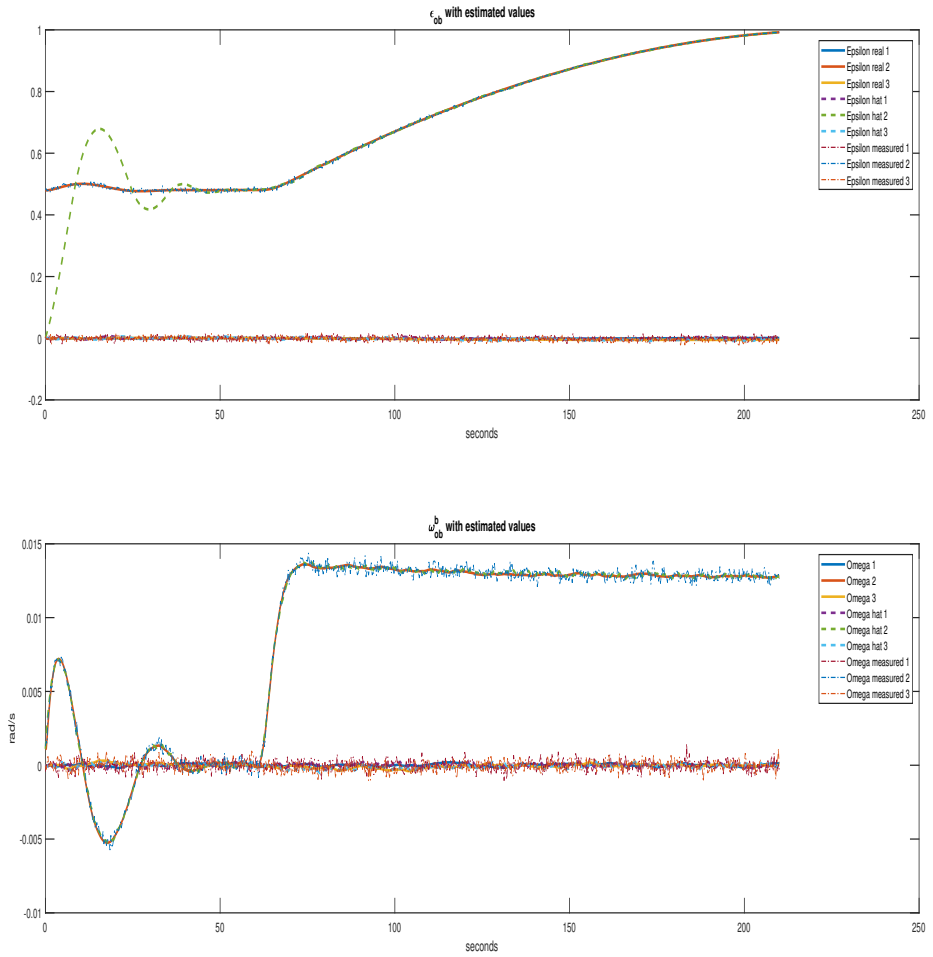 ϵ_ob with estimated values
1
0.8
0.6
0.4
0.2
0
-0.2
0
50
100
150
200
250
seconds
Epsilon real 1
Epsilon real 2
Epsilon real 3
Epsilon hat 1
Epsilon hat 2
Epsilon hat 3
Epsilon measured 1
Epsilon measured 2
Epsilon measured 3
ω^b_ob with estimated values
0.015
0.01
0.005
0
-0.005
-0.01
rad/s
0
50
100
150
200
250
seconds
Omega 1
Omega 2
Omega 3
Omega hat 1
Omega hat 2
Omega hat 3
Omega measured 1
Omega measured 2
Omega measured 3